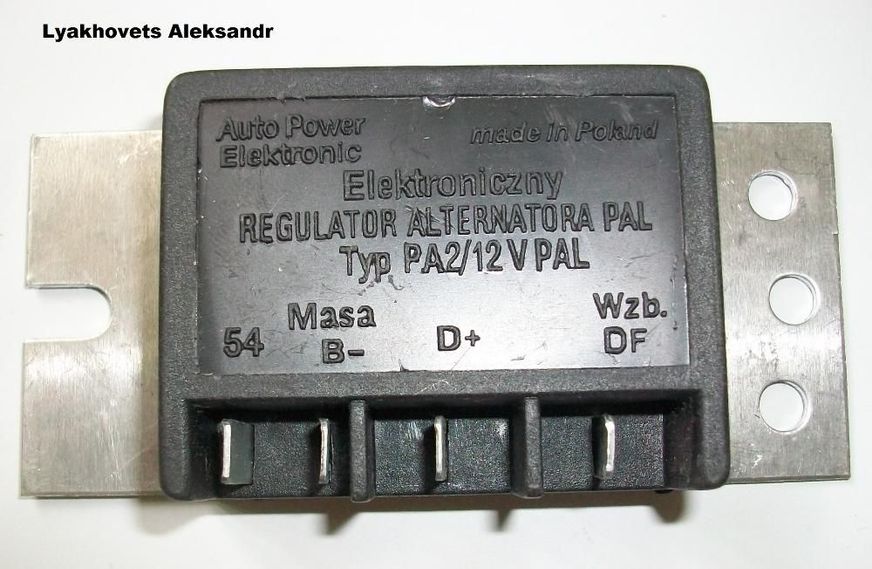 Lyakhovets Aleksandr
Auto Power
Elektronic
made in Poland
Elektroniczny
REGULATOR ALTERNATORA PAL
Typ PA2/12V PAL
54 Masa B- D+ Wzb. DF